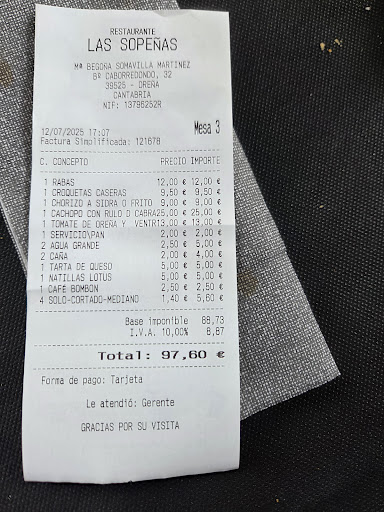 RESTAURANTE
LAS SOPEÑAS
Mª BEGOÑA SOMAVILLA MARTINEZ
Bº CABORREDONDO, 32
39525 - OREÑA
CANTABRIA
NIF: 13796252R
Mesa 3
12/07/2025 17:07
Factura Simplificada: 121678
C. CONCEPTO PRECIO IMPORTE
1 RABAS 12,00 € 12,00 €
1 CROQUETAS CASERAS 9,50 € 9,50 €
1 CHORIZO A SIDRA O FRITO 9,00 € 9,00 €
1 CACHOPO CON RULO D CABRA 25,00 € 25,00 €
1 TOMATE DE OREÑA Y VENTR 13,00 € 13,00 €
1 SERVICIO\PAN 2,00 € 2,00 €
2 AGUA GRANDE 2,50 € 5,00 €
2 CAÑA 2,00 € 4,00 €
1 TARTA DE QUESO 5,00 € 5,00 €
1 NATILLAS LOTUS 5,00 € 5,00 €
1 CAFÉ BOMBON 2,50 € 2,50 €
4 SOLO-CORTADO-MEDIANO 1,40 € 5,60 €
Base imponible 88,73
I.V.A. 10,00% 8,87
Total: 97,60 €
Forma de pago: Tarjeta
Le atendió: Gerente
GRACIAS POR SU VISITA